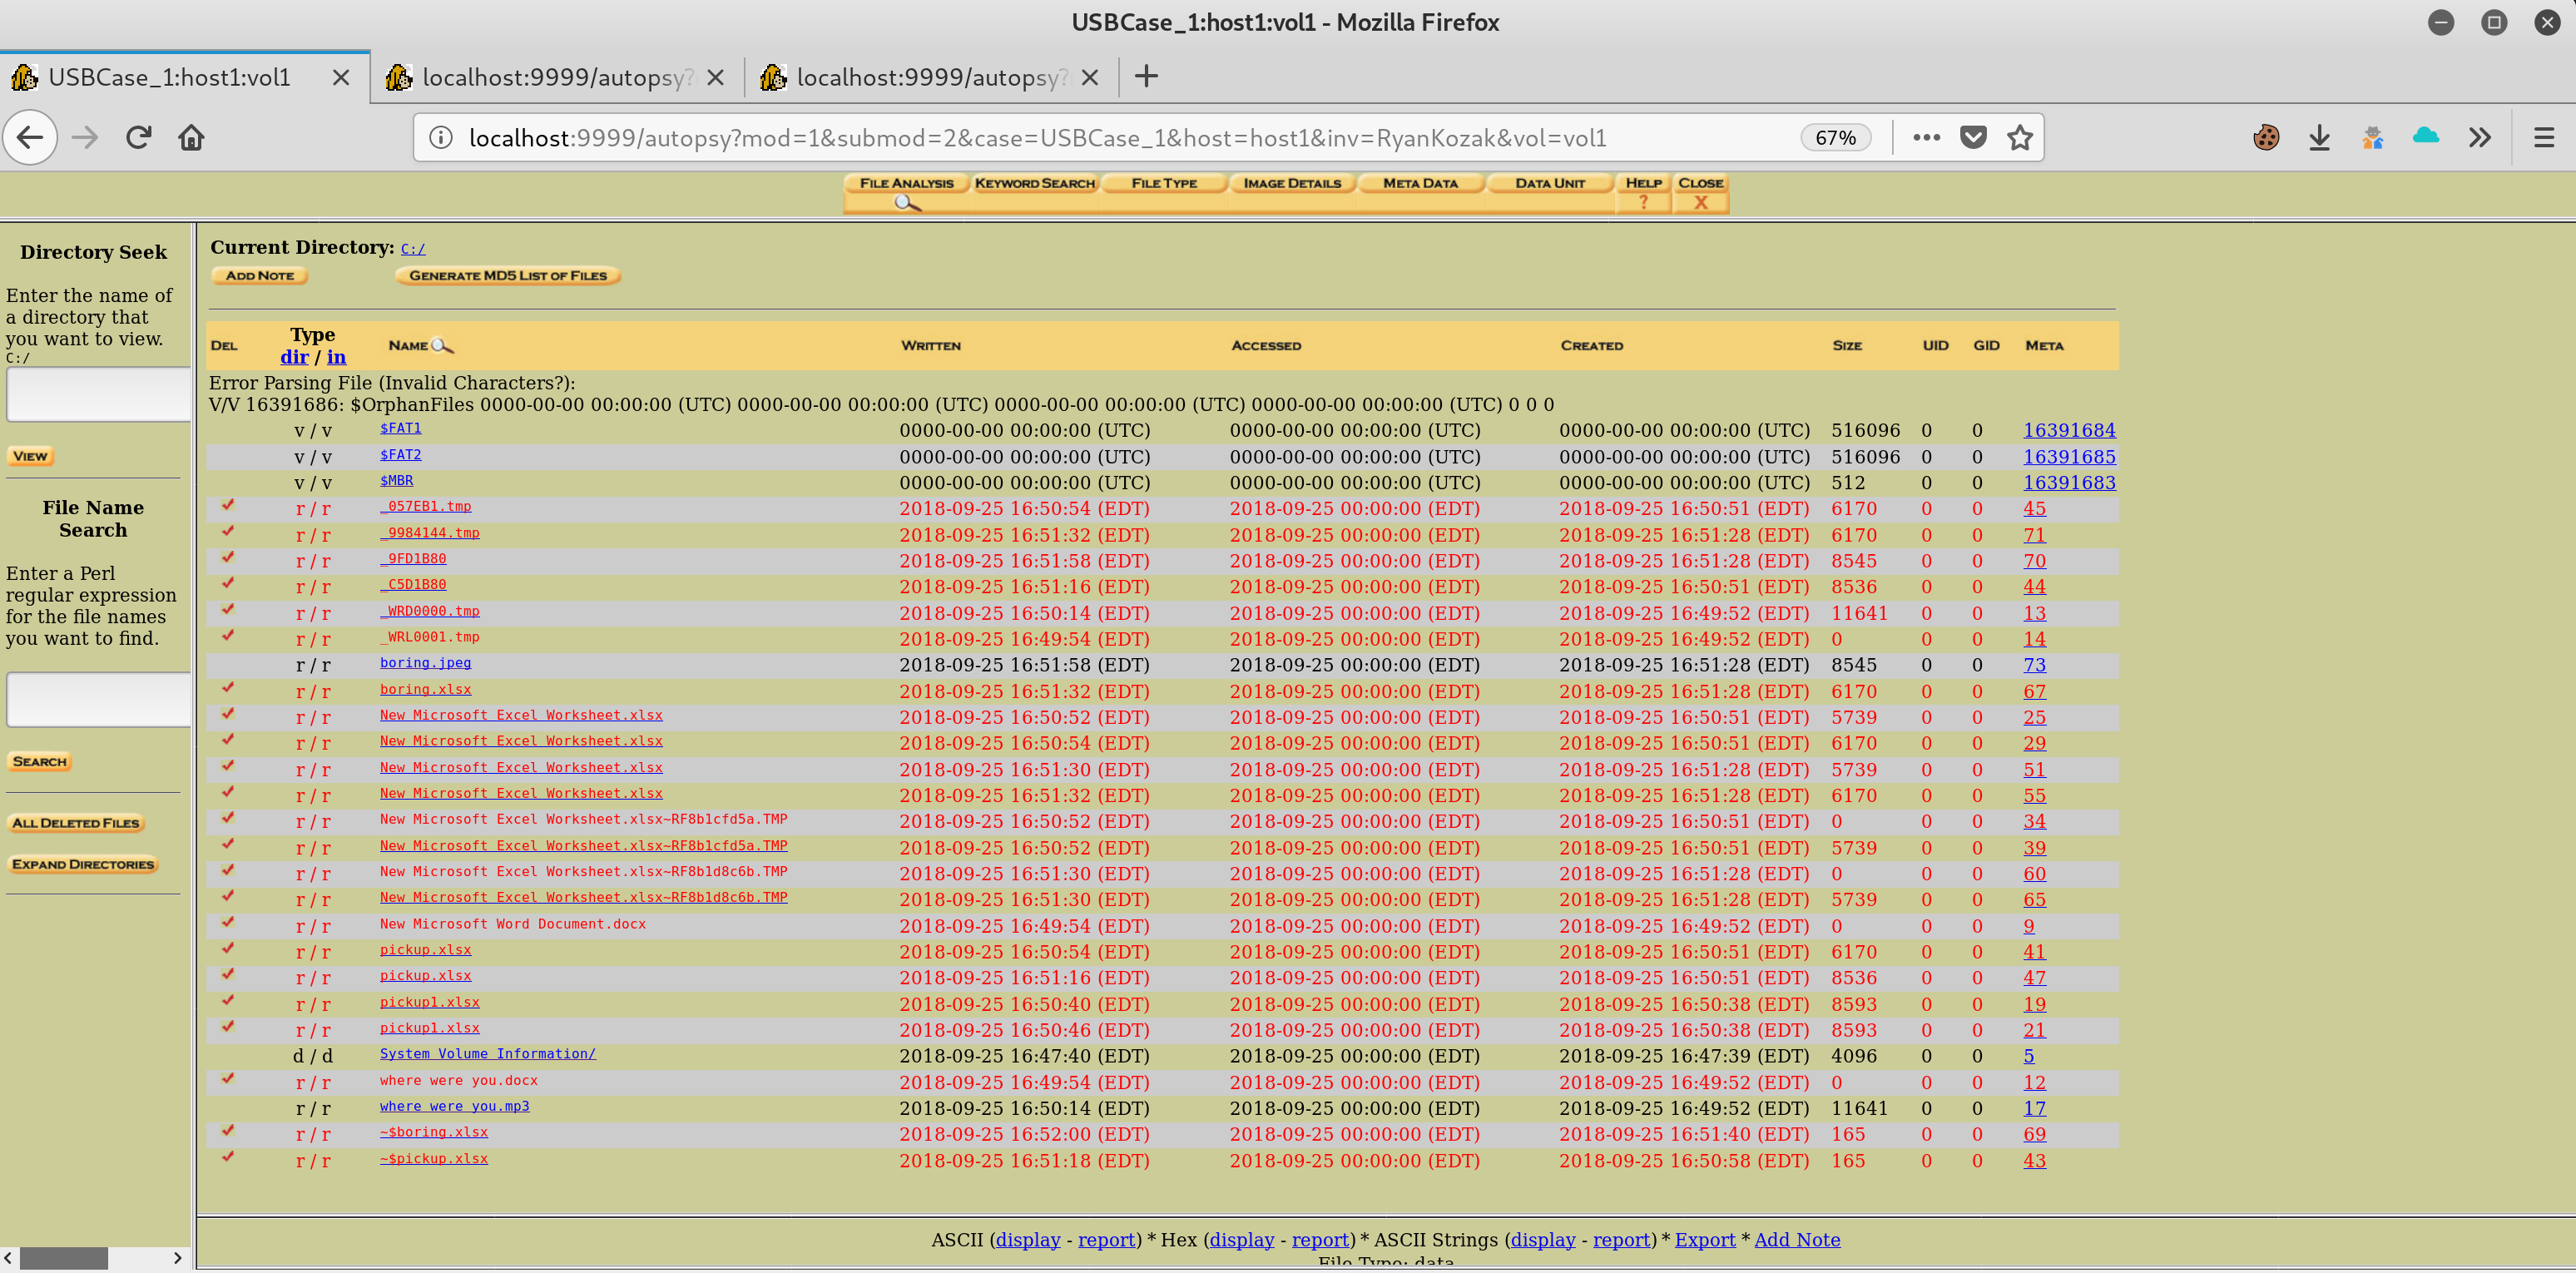 USBCase_1:host1:vol1 - Mozilla Firefox
USBCase_1:host1:vol1 localhost:9999/autopsy? localhost:9999/autopsy?
localhost:9999/autopsy?mod=1&submod=2&case=USBCase_1&host=host1&inv=RyanKozak&vol=vol1 67%
FILE ANALYSIS KEYWORD SEARCH FILE TYPE IMAGE DETAILS META DATA DATA UNIT HELP CLOSE
? X
Directory Seek
Enter the name of
a directory that
you want to view.
C:/
VIEW
File Name
Search
Enter a Perl
regular expression
for the file names
you want to find.
SEARCH
ALL DELETED FILES
EXPAND DIRECTORIES
Current Directory: C:/
ADD NOTE GENERATE MD5 LIST OF FILES
DEL Type dir / in NAME WRITTEN ACCESSED CREATED SIZE UID GID META
Error Parsing File (Invalid Characters?):
V/V 16391686: $OrphanFiles 0000-00-00 00:00:00 (UTC) 0000-00-00 00:00:00 (UTC) 0000-00-00 00:00:00 (UTC) 0000-00-00 00:00:00 (UTC) 0 0 0
v / v $FAT1 0000-00-00 00:00:00 (UTC) 0000-00-00 00:00:00 (UTC) 0000-00-00 00:00:00 (UTC) 516096 0 0 16391684
v / v $FAT2 0000-00-00 00:00:00 (UTC) 0000-00-00 00:00:00 (UTC) 0000-00-00 00:00:00 (UTC) 516096 0 0 16391685
v / v $MBR 0000-00-00 00:00:00 (UTC) 0000-00-00 00:00:00 (UTC) 0000-00-00 00:00:00 (UTC) 512 0 0 16391683
r / r _057EB1.tmp 2018-09-25 16:50:54 (EDT) 2018-09-25 00:00:00 (EDT) 2018-09-25 16:50:51 (EDT) 6170 0 0 45
r / r _9984144.tmp 2018-09-25 16:51:32 (EDT) 2018-09-25 00:00:00 (EDT) 2018-09-25 16:51:28 (EDT) 6170 0 0 71
r / r _9FD1B80 2018-09-25 16:51:58 (EDT) 2018-09-25 00:00:00 (EDT) 2018-09-25 16:51:28 (EDT) 8545 0 0 70
r / r _C5D1B80 2018-09-25 16:51:16 (EDT) 2018-09-25 00:00:00 (EDT) 2018-09-25 16:50:51 (EDT) 8536 0 0 44
r / r _WRD0000.tmp 2018-09-25 16:50:14 (EDT) 2018-09-25 00:00:00 (EDT) 2018-09-25 16:49:52 (EDT) 11641 0 0 13
r / r _WRL0001.tmp 2018-09-25 16:49:54 (EDT) 2018-09-25 00:00:00 (EDT) 2018-09-25 16:49:52 (EDT) 0 0 0 14
r / r boring.jpeg 2018-09-25 16:51:58 (EDT) 2018-09-25 00:00:00 (EDT) 2018-09-25 16:51:28 (EDT) 8545 0 0 73
r / r boring.xlsx 2018-09-25 16:51:32 (EDT) 2018-09-25 00:00:00 (EDT) 2018-09-25 16:51:28 (EDT) 6170 0 0 67
r / r New Microsoft Excel Worksheet.xlsx 2018-09-25 16:50:52 (EDT) 2018-09-25 00:00:00 (EDT) 2018-09-25 16:50:51 (EDT) 5739 0 0 25
r / r New Microsoft Excel Worksheet.xlsx 2018-09-25 16:50:54 (EDT) 2018-09-25 00:00:00 (EDT) 2018-09-25 16:50:51 (EDT) 6170 0 0 29
r / r New Microsoft Excel Worksheet.xlsx 2018-09-25 16:51:30 (EDT) 2018-09-25 00:00:00 (EDT) 2018-09-25 16:51:28 (EDT) 5739 0 0 51
r / r New Microsoft Excel Worksheet.xlsx 2018-09-25 16:51:32 (EDT) 2018-09-25 00:00:00 (EDT) 2018-09-25 16:51:28 (EDT) 6170 0 0 55
r / r New Microsoft Excel Worksheet.xlsx~RF8b1cfd5a.TMP 2018-09-25 16:50:52 (EDT) 2018-09-25 00:00:00 (EDT) 2018-09-25 16:50:51 (EDT) 0 0 0 34
r / r New Microsoft Excel Worksheet.xlsx~RF8b1cfd5a.TMP 2018-09-25 16:50:52 (EDT) 2018-09-25 00:00:00 (EDT) 2018-09-25 16:50:51 (EDT) 5739 0 0 39
r / r New Microsoft Excel Worksheet.xlsx~RF8b1d8c6b.TMP 2018-09-25 16:51:30 (EDT) 2018-09-25 00:00:00 (EDT) 2018-09-25 16:51:28 (EDT) 0 0 0 60
r / r New Microsoft Excel Worksheet.xlsx~RF8b1d8c6b.TMP 2018-09-25 16:51:30 (EDT) 2018-09-25 00:00:00 (EDT) 2018-09-25 16:51:28 (EDT) 5739 0 0 65
r / r New Microsoft Word Document.docx 2018-09-25 16:49:54 (EDT) 2018-09-25 00:00:00 (EDT) 2018-09-25 16:49:52 (EDT) 0 0 0 9
r / r pickup.xlsx 2018-09-25 16:50:54 (EDT) 2018-09-25 00:00:00 (EDT) 2018-09-25 16:50:51 (EDT) 6170 0 0 41
r / r pickup.xlsx 2018-09-25 16:51:16 (EDT) 2018-09-25 00:00:00 (EDT) 2018-09-25 16:50:51 (EDT) 8536 0 0 47
r / r pickup1.xlsx 2018-09-25 16:50:40 (EDT) 2018-09-25 00:00:00 (EDT) 2018-09-25 16:50:38 (EDT) 8593 0 0 19
r / r pickup1.xlsx 2018-09-25 16:50:46 (EDT) 2018-09-25 00:00:00 (EDT) 2018-09-25 16:50:38 (EDT) 8593 0 0 21
d / d System Volume Information/ 2018-09-25 16:47:40 (EDT) 2018-09-25 00:00:00 (EDT) 2018-09-25 16:47:39 (EDT) 4096 0 0 5
r / r where were you.docx 2018-09-25 16:49:54 (EDT) 2018-09-25 00:00:00 (EDT) 2018-09-25 16:49:52 (EDT) 0 0 0 12
r / r where were you.mp3 2018-09-25 16:50:14 (EDT) 2018-09-25 00:00:00 (EDT) 2018-09-25 16:49:52 (EDT) 11641 0 0 17
r / r ~$boring.xlsx 2018-09-25 16:52:00 (EDT) 2018-09-25 00:00:00 (EDT) 2018-09-25 16:51:40 (EDT) 165 0 0 69
r / r ~$pickup.xlsx 2018-09-25 16:51:18 (EDT) 2018-09-25 00:00:00 (EDT) 2018-09-25 16:50:58 (EDT) 165 0 0 43
ASCII (display - report) * Hex (display - report) * ASCII Strings (display - report) * Export * Add Note
File Type: data